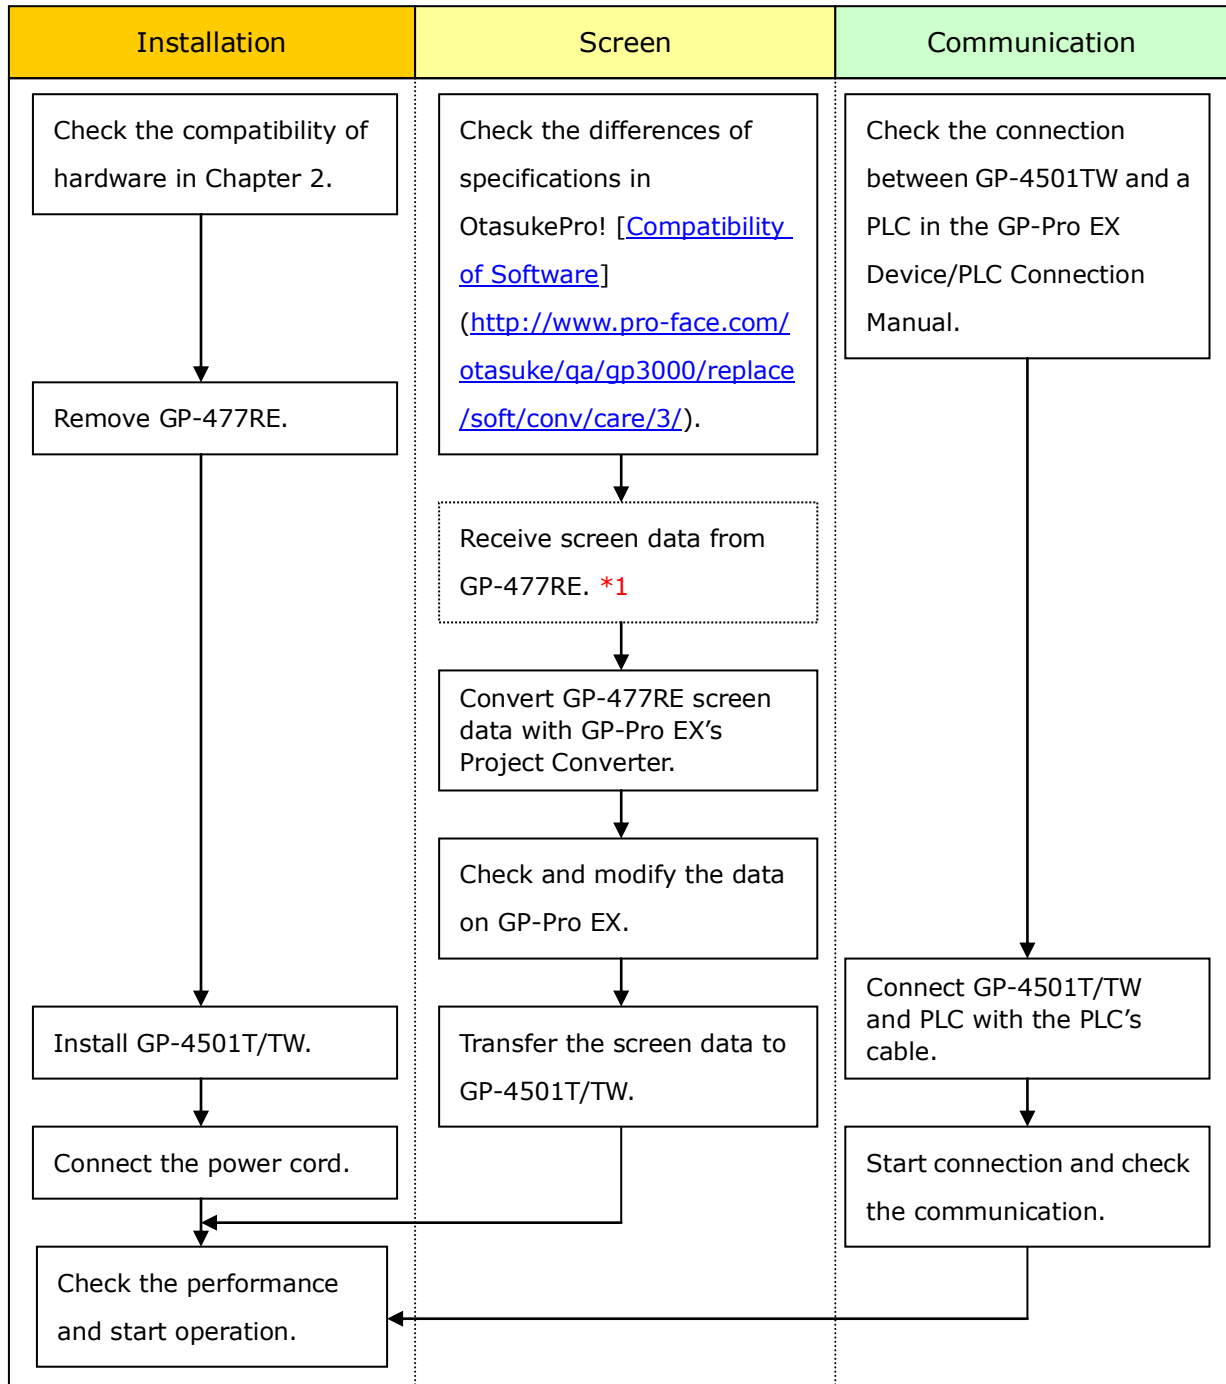 Installation
Screen
Communication
Check the compatibility of
hardware in Chapter 2.
Remove GP-477RE.
Install GP-4501T/TW.
Connect the power cord.
Check the performance
and start operation.
Check the differences of
specifications in
OtasukePro! [Compatibility
of Software]
(http://www.pro-face.com/
otasuke/qa/gp3000/replace
/soft/conv/care/3/).
Receive screen data from
GP-477RE. *1
Convert GP-477RE screen
data with GP-Pro EX’s
Project Converter.
Check and modify the data
on GP-Pro EX.
Transfer the screen data to
GP-4501T/TW.
Check the connection
between GP-4501TW and a
PLC in the GP-Pro EX
Device/PLC Connection
Manual.
Connect GP-4501T/TW
and PLC with the PLC’s
cable.
Start connection and check
the communication.